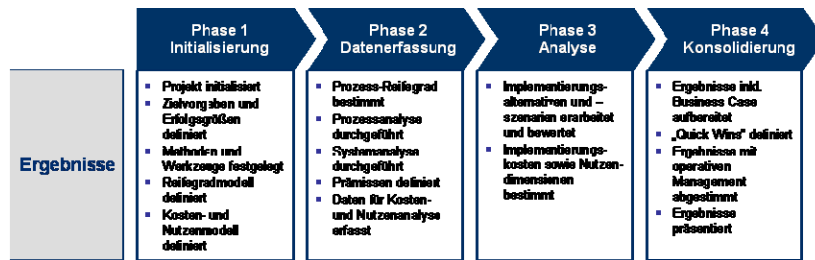 Phase 1
Initialisierung
Phase 2
Datenerfassung
Phase 3
Analyse
Phase 4
Konsolidierung
Ergebnisse
▪ Projekt initialisiert
▪ Zielvorgaben und
Erfolgsgrößen
definiert
▪ Methoden und
Werkzeuge festgelegt
▪ Reifegradmodell
definiert
▪ Kosten- und
Nutzenmodell
definiert
▪ Prozess-Reifegrad
bestimmt
▪ Prozessanalyse
durchgeführt
▪ Systemanalyse
durchgeführt
▪ Prämissen definiert
▪ Daten für Kosten-
und Nutzenanalyse
erfasst
▪ Implementierungs-
alternativen und –
szenarien erarbeitet
und bewertet
▪ Implementierungs-
kosten sowie Nutzen-
dimensionen
bestimmt
▪ Ergebnisse inkl.
Business Case
aufbereitet
▪ „Quick Wins" definiert
▪ Ergebnisse mit
operativen
Management
abgestimmt
▪ Ergebnisse
präsentiert